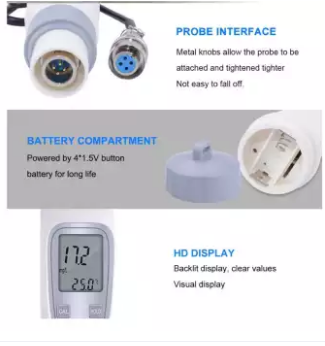 PROBE INTERFACE
Metal knobs allow the probe to be
attached and tightened tighter
Not easy to fall off.
BATTERY COMPARTMENT
Powered by 4*1.5V button
battery for long life
17.2
25.0
CAL
HD DISPLAY
Backlit display, clear values
Visual display